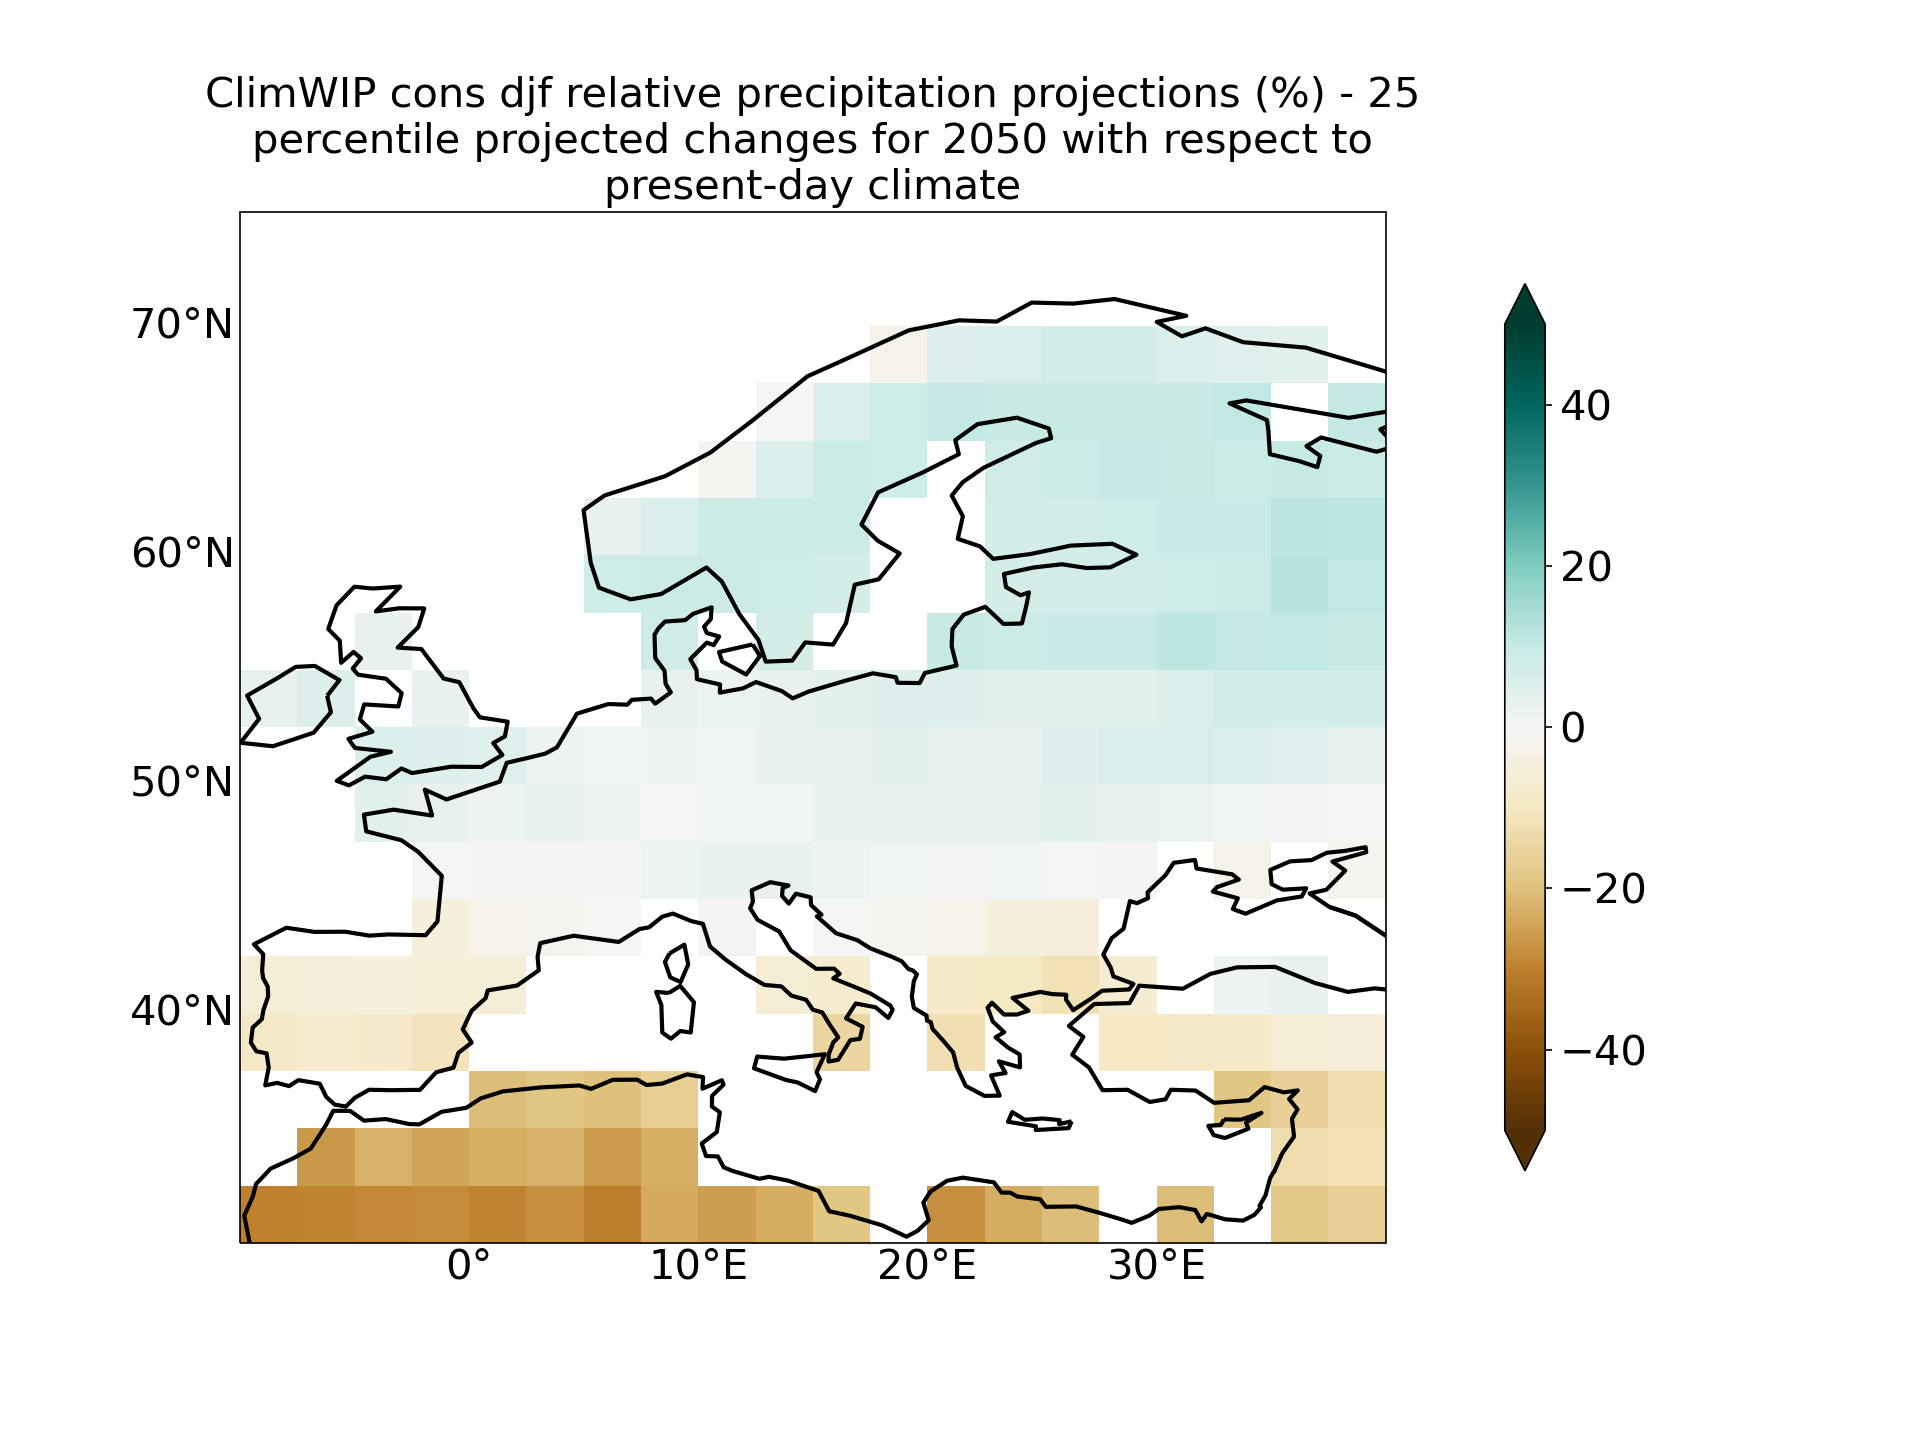 ClimWIP cons djf relative precipitation projections (%) - 25
percentile projected changes for 2050 with respect to
present-day climate
70°N
60°N
50°N
40°N
0°
10°E
20°E
30°E
40
20
0
−20
−40